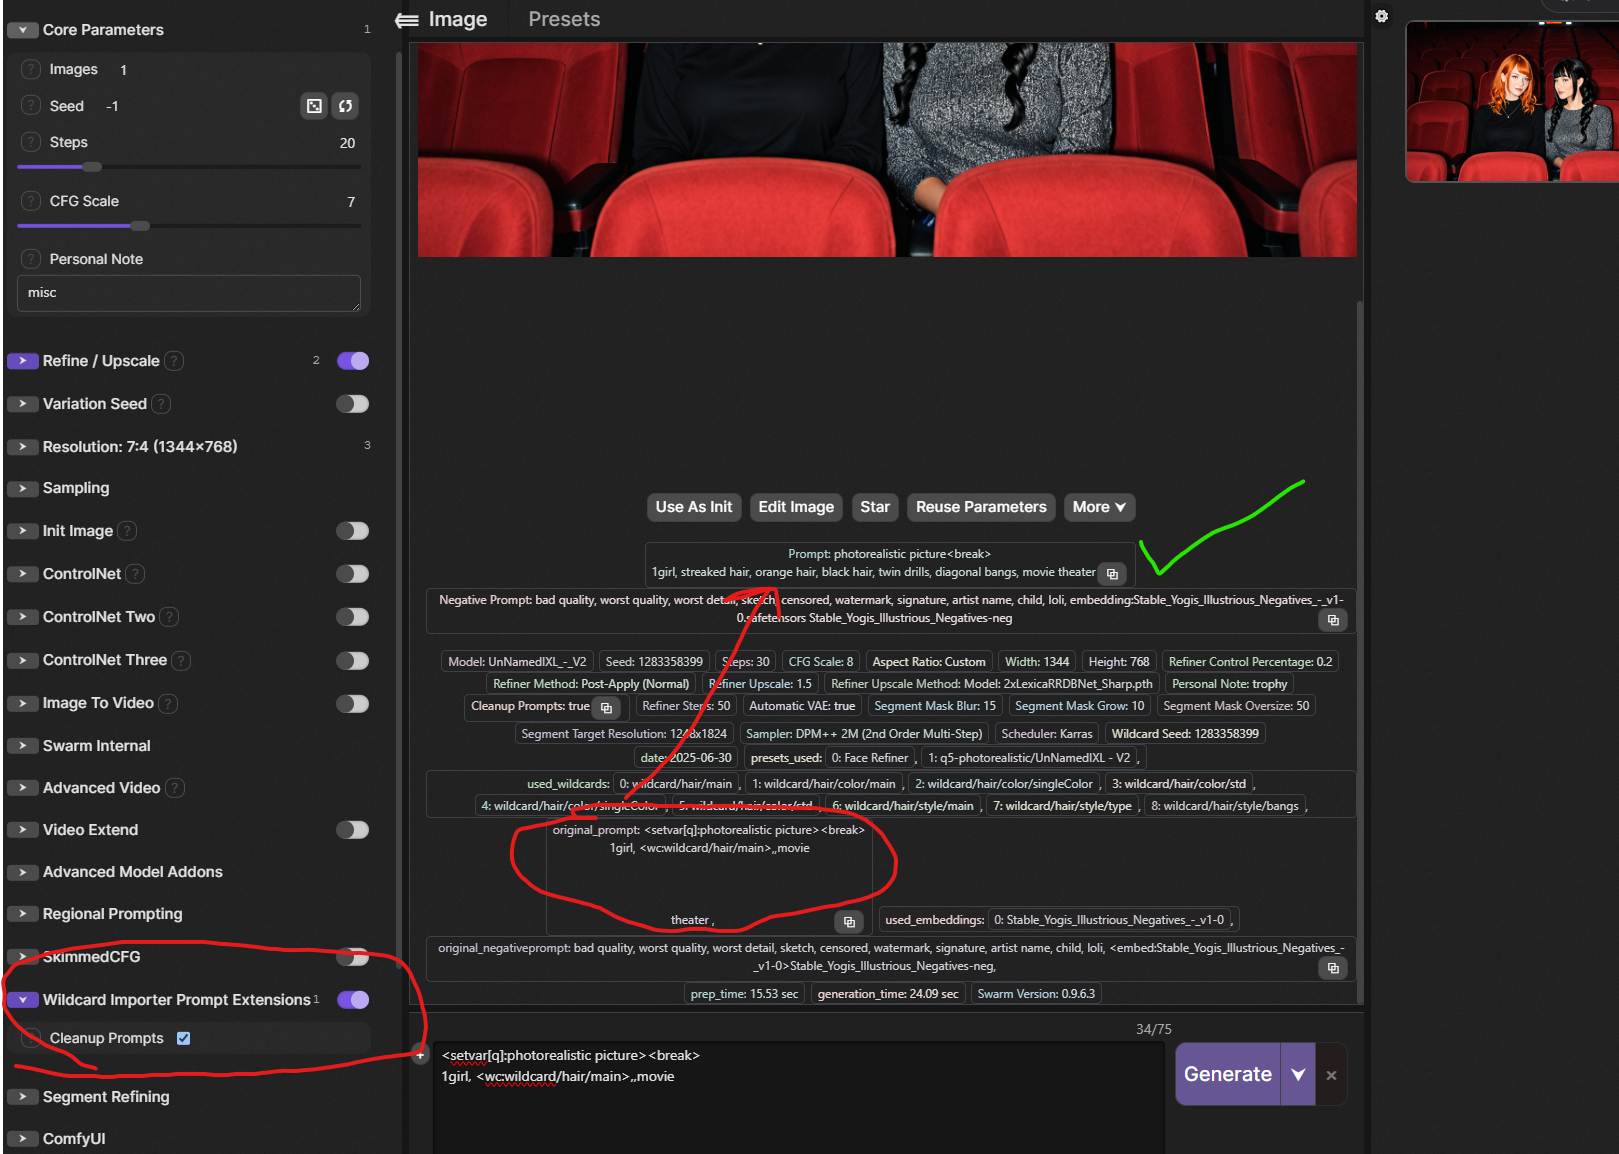 Core Parameters 1
? Images 1
? Seed -1
? Steps 20
? CFG Scale 7
? Personal Note
misc
Refine / Upscale ? 2
Variation Seed ?
Resolution: 7:4 (1344×768) 3
Sampling
Init Image ?
ControlNet ?
ControlNet Two ?
ControlNet Three ?
Image To Video ?
Swarm Internal
Advanced Video ?
Video Extend
Advanced Model Addons
Regional Prompting
SkimmedCFG
Wildcard Importer Prompt Extensions 1
? Cleanup Prompts
Segment Refining
ComfyUI
Image Presets
Use As Init Edit Image Star Reuse Parameters More
Prompt: photorealistic picture<break>
1girl, streaked hair, orange hair, black hair, twin drills, diagonal bangs, movie theater
Negative Prompt: bad quality, worst quality, worst detail, sketch, censored, watermark, signature, artist name, child, loli, embedding:Stable_Yogis_Illustrious_Negatives_-_v1-
0.safetensors Stable_Yogis_Illustrious_Negatives-neg
Model: UnNamedIXL_-_V2 Seed: 1283358399 Steps: 30 CFG Scale: 8 Aspect Ratio: Custom Width: 1344 Height: 768 Refiner Control Percentage: 0.2
Refiner Method: Post-Apply (Normal) Refiner Upscale: 1.5 Refiner Upscale Method: Model: 2xLexicaRRDBNet_Sharp.pth Personal Note: trophy
Cleanup Prompts: true Refiner Steps: 50 Automatic VAE: true Segment Mask Blur: 15 Segment Mask Grow: 10 Segment Mask Oversize: 50
Segment Target Resolution: 1248x1824 Sampler: DPM++ 2M (2nd Order Multi-Step) Scheduler: Karras Wildcard Seed: 1283358399
date: 2025-06-30 presets_used: 0: Face Refiner , 1: q5-photorealistic/UnNamedIXL - V2 ,
used_wildcards: 0: wildcard/hair/main , 1: wildcard/hair/color/main , 2: wildcard/hair/color/singleColor , 3: wildcard/hair/color/std ,
4: wildcard/hair/color/singleColor , 5: wildcard/hair/color/std , 6: wildcard/hair/style/main , 7: wildcard/hair/style/type , 8: wildcard/hair/style/bangs ,
original_prompt: <setvar[q]:photorealistic picture><break>
1girl, <wc:wildcard/hair/main>,,movie
theater ,
used_embeddings: 0: Stable_Yogis_Illustrious_Negatives_-_v1-0 ,
original_negativeprompt: bad quality, worst quality, worst detail, sketch, censored, watermark, signature, artist name, child, loli, <embed:Stable_Yogis_Illustrious_Negatives_-
_v1-0>Stable_Yogis_Illustrious_Negatives-neg,
prep_time: 15.53 sec generation_time: 24.09 sec Swarm Version: 0.9.6.3
34/75
<setvar[q]:photorealistic picture><break>
1girl, <wc:wildcard/hair/main>,,movie
Generate